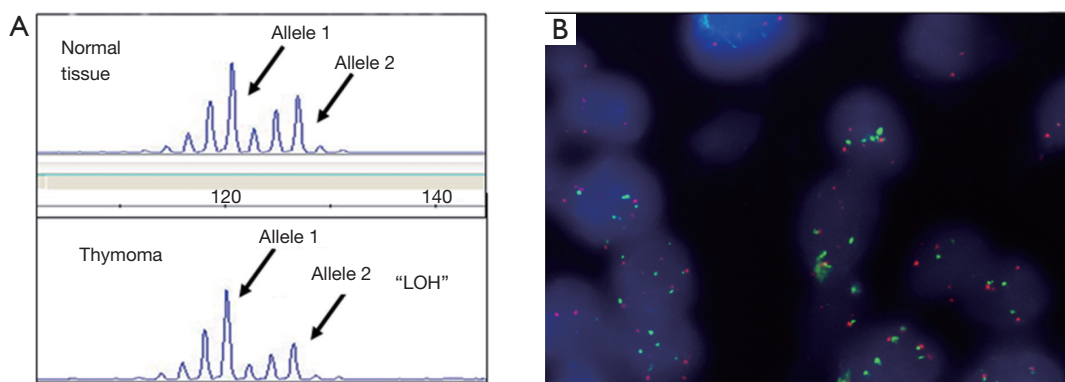 A
Normal
tissue
Allele 1
Allele 2
120
140
Thymoma
Allele 1
Allele 2
“LOH”
B